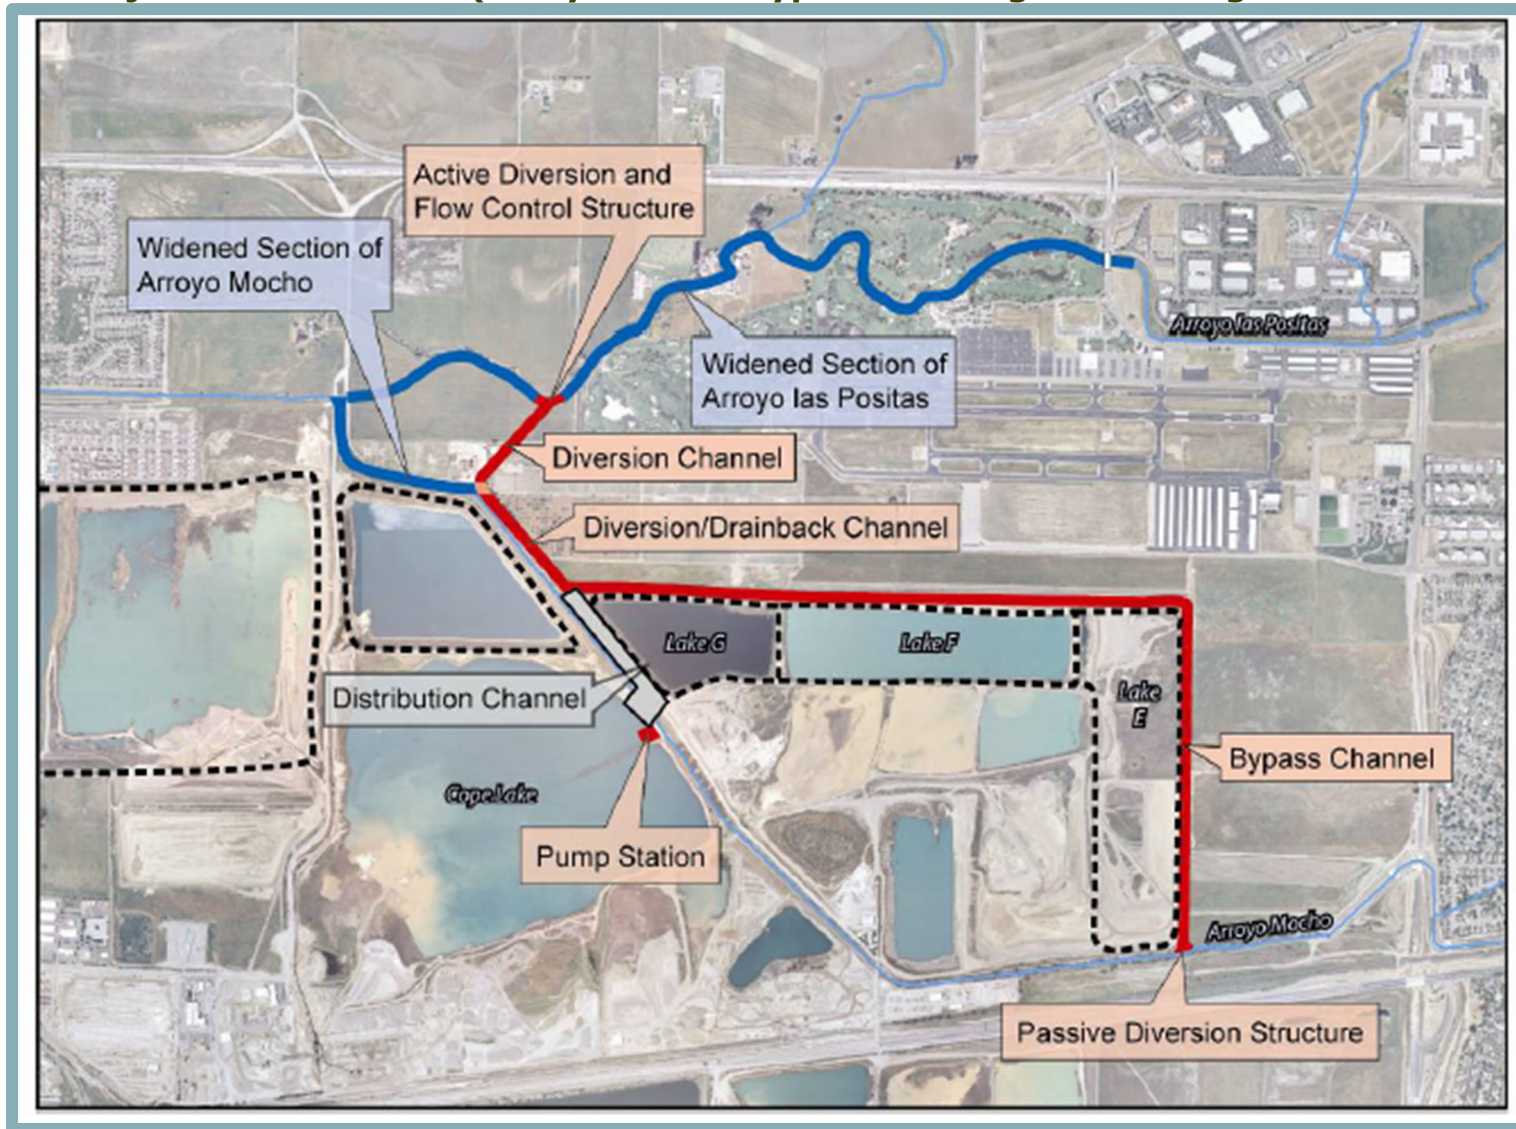 Active Diversion and
Flow Control Structure
Widened Section of
Arroyo Mocho
Arroyo las Positas
Widened Section of
Arroyo las Positas
Diversion Channel
Diversion/Drainback Channel
Lake G
Lake F
Lake
E
Distribution Channel
Bypass Channel
Cope Lake
Pump Station
Arroyo Mocho
Passive Diversion Structure